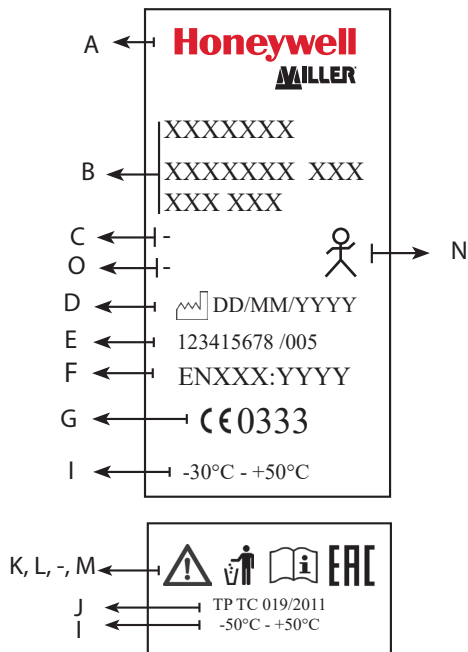 A Honeywell
MILLER
XXXXXXX
B XXXXXXX XXX
XXX XXX
C -
N
O -
D DD/MM/YYYY
E 123415678 /005
F ENXXX:YYYY
G CE0333
I -30°C - +50°C
K, L, -, M i EAC
J TP TC 019/2011
I -50°C - +50°C